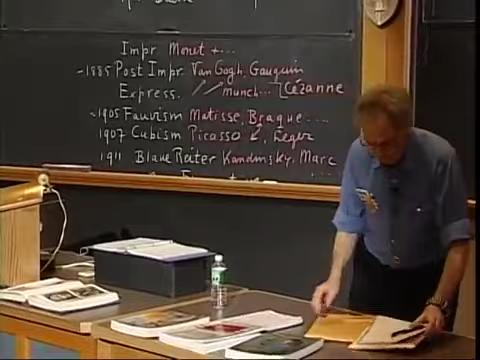 Impr Monet + ...
~1885 Post Impr Van Gogh, Gauguin
Express. Munch... Cézanne
~1905 Fauvism Matisse, Braque ...
1907 Cubism Picasso, Leger
1911 Blaue Reiter Kandinsky, Marc